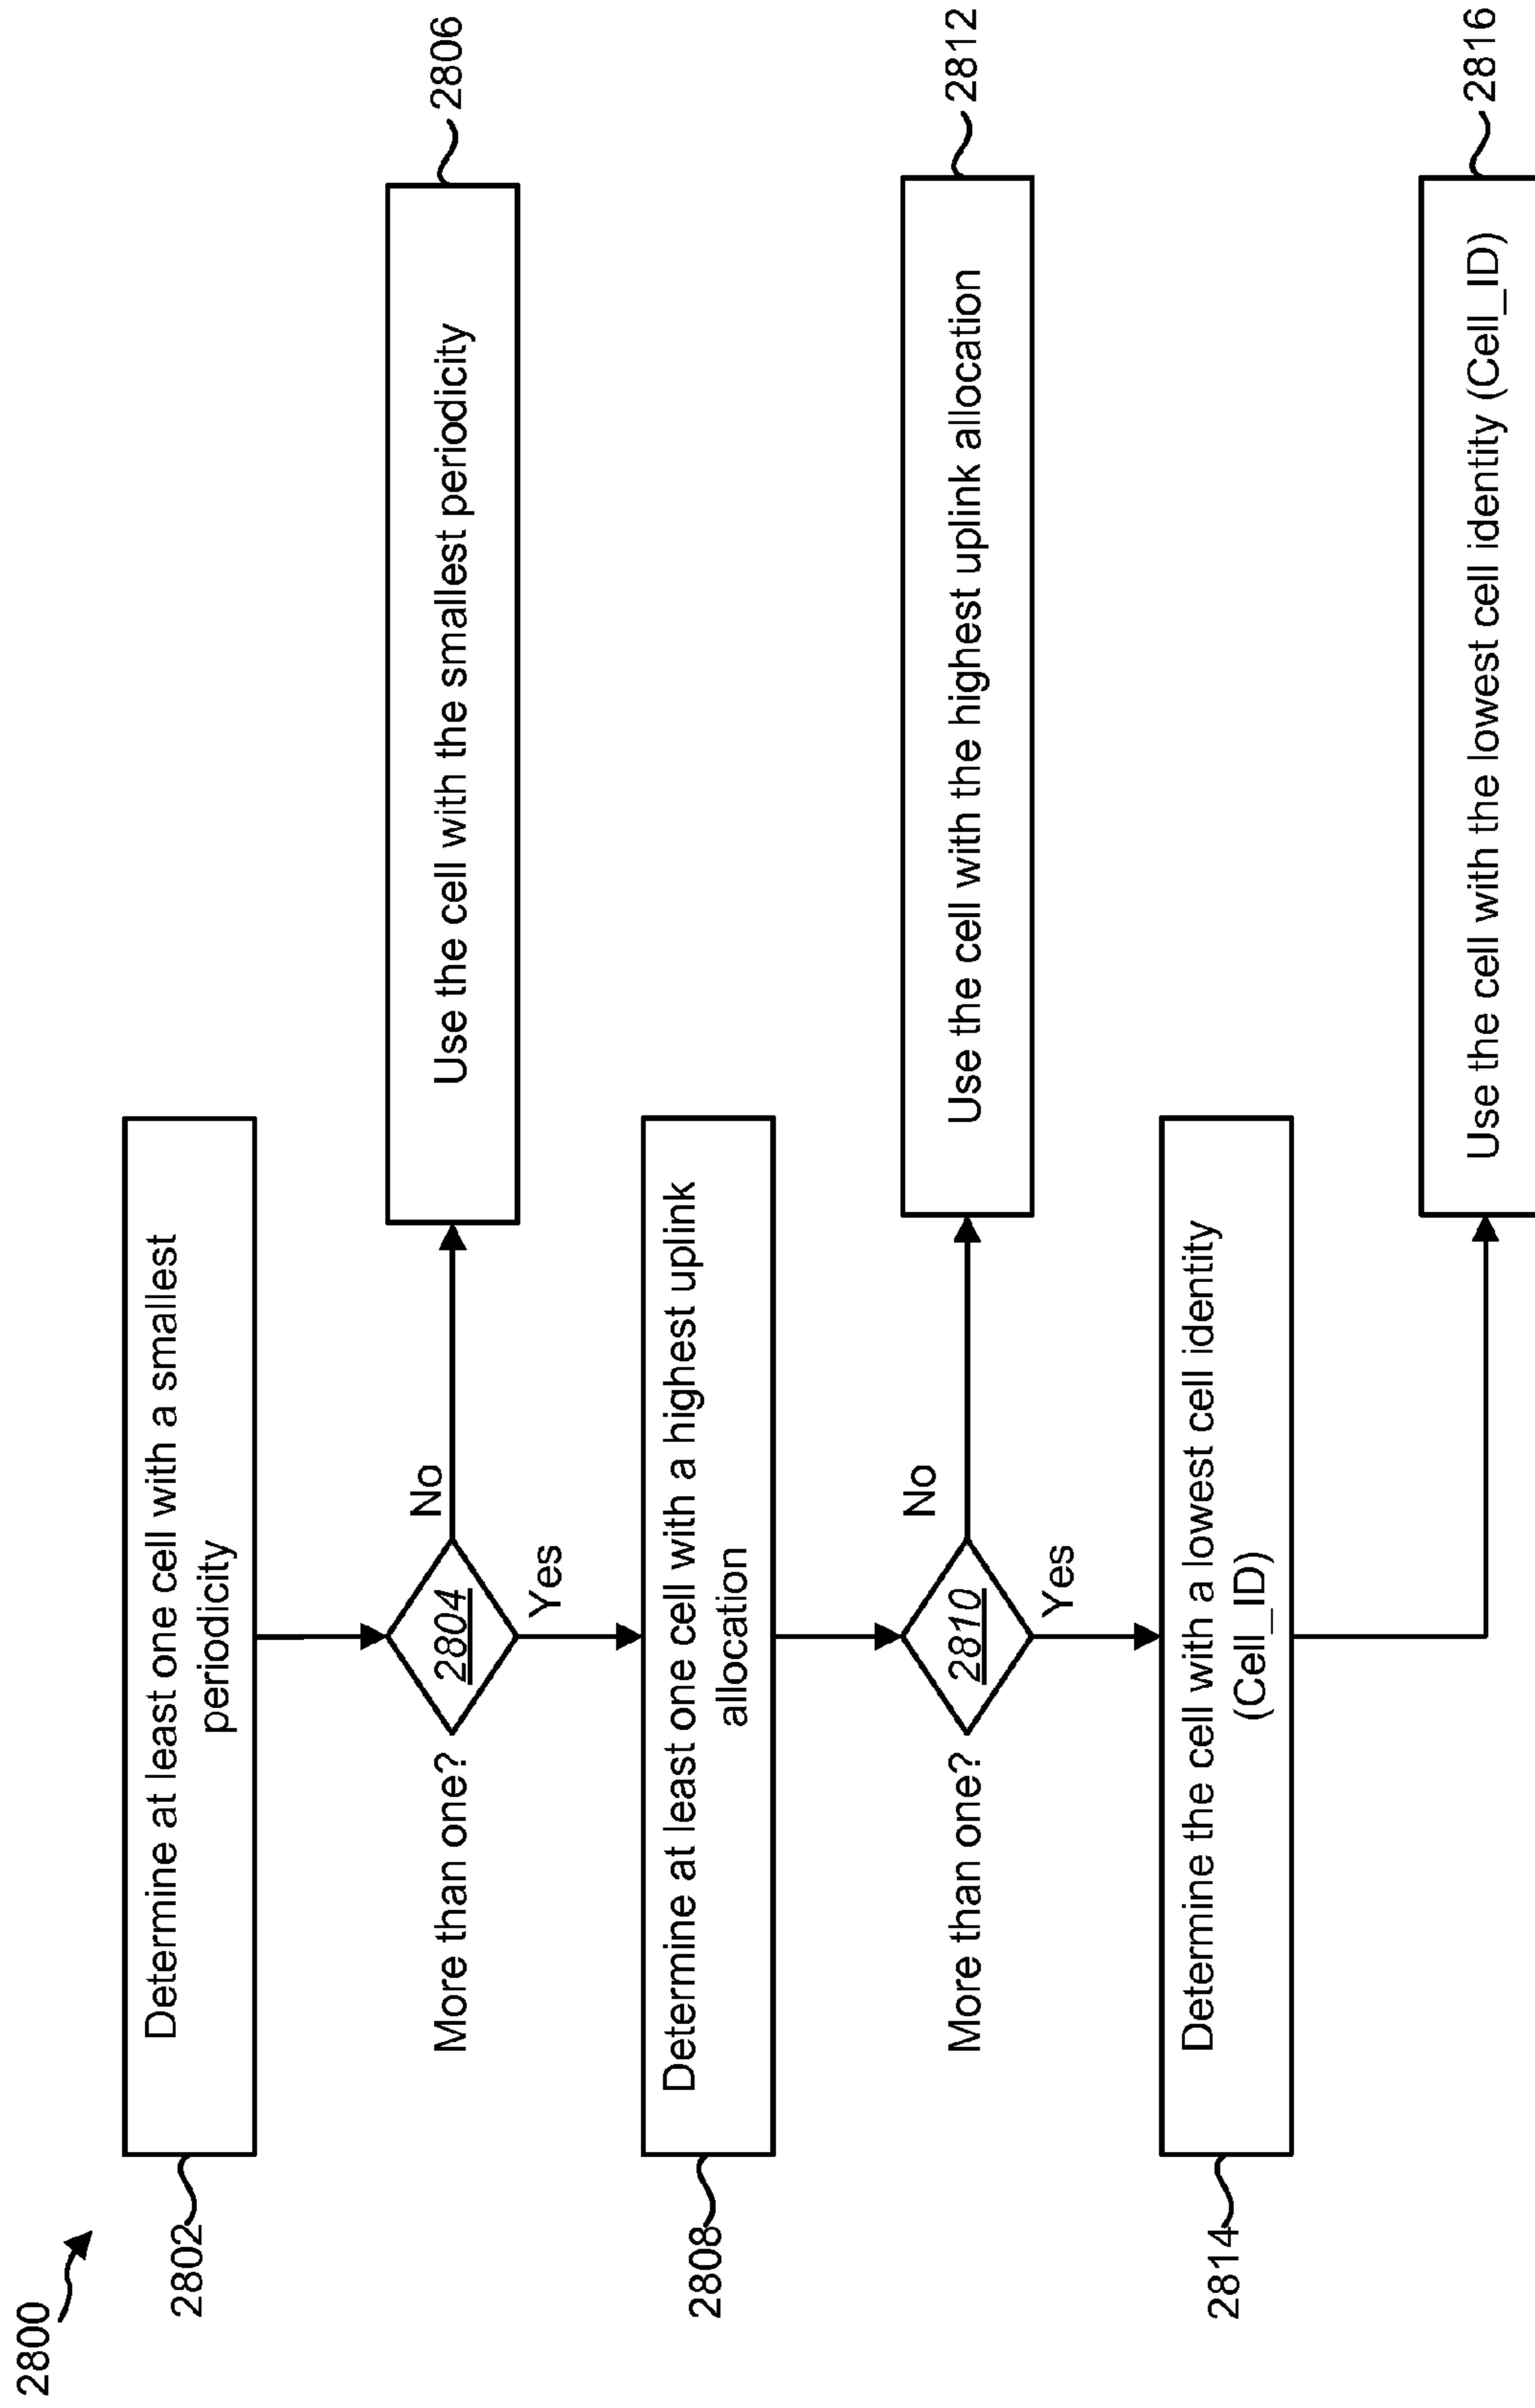 2800
2802
Determine at least one cell with a smallest
periodicity
More than one?
2804
No
Yes
Use the cell with the smallest periodicity
2806
2808
Determine at least one cell with a highest uplink
allocation
More than one?
2810
No
Yes
Use the cell with the highest uplink allocation
2812
2814
Determine the cell with a lowest cell identity
(Cell_ID)
Use the cell with the lowest cell identity (Cell_ID)
2816